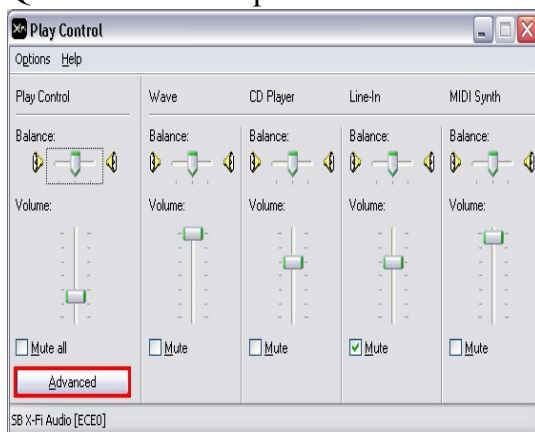 Play Control
Options Help
Play Control Wave CD Player Line-In MIDI Synth
Balance: Balance: Balance: Balance: Balance:
Volume: Volume: Volume: Volume: Volume:
Mute all Mute Mute Mute Mute
Advanced
SB X-Fi Audio [ECE0]